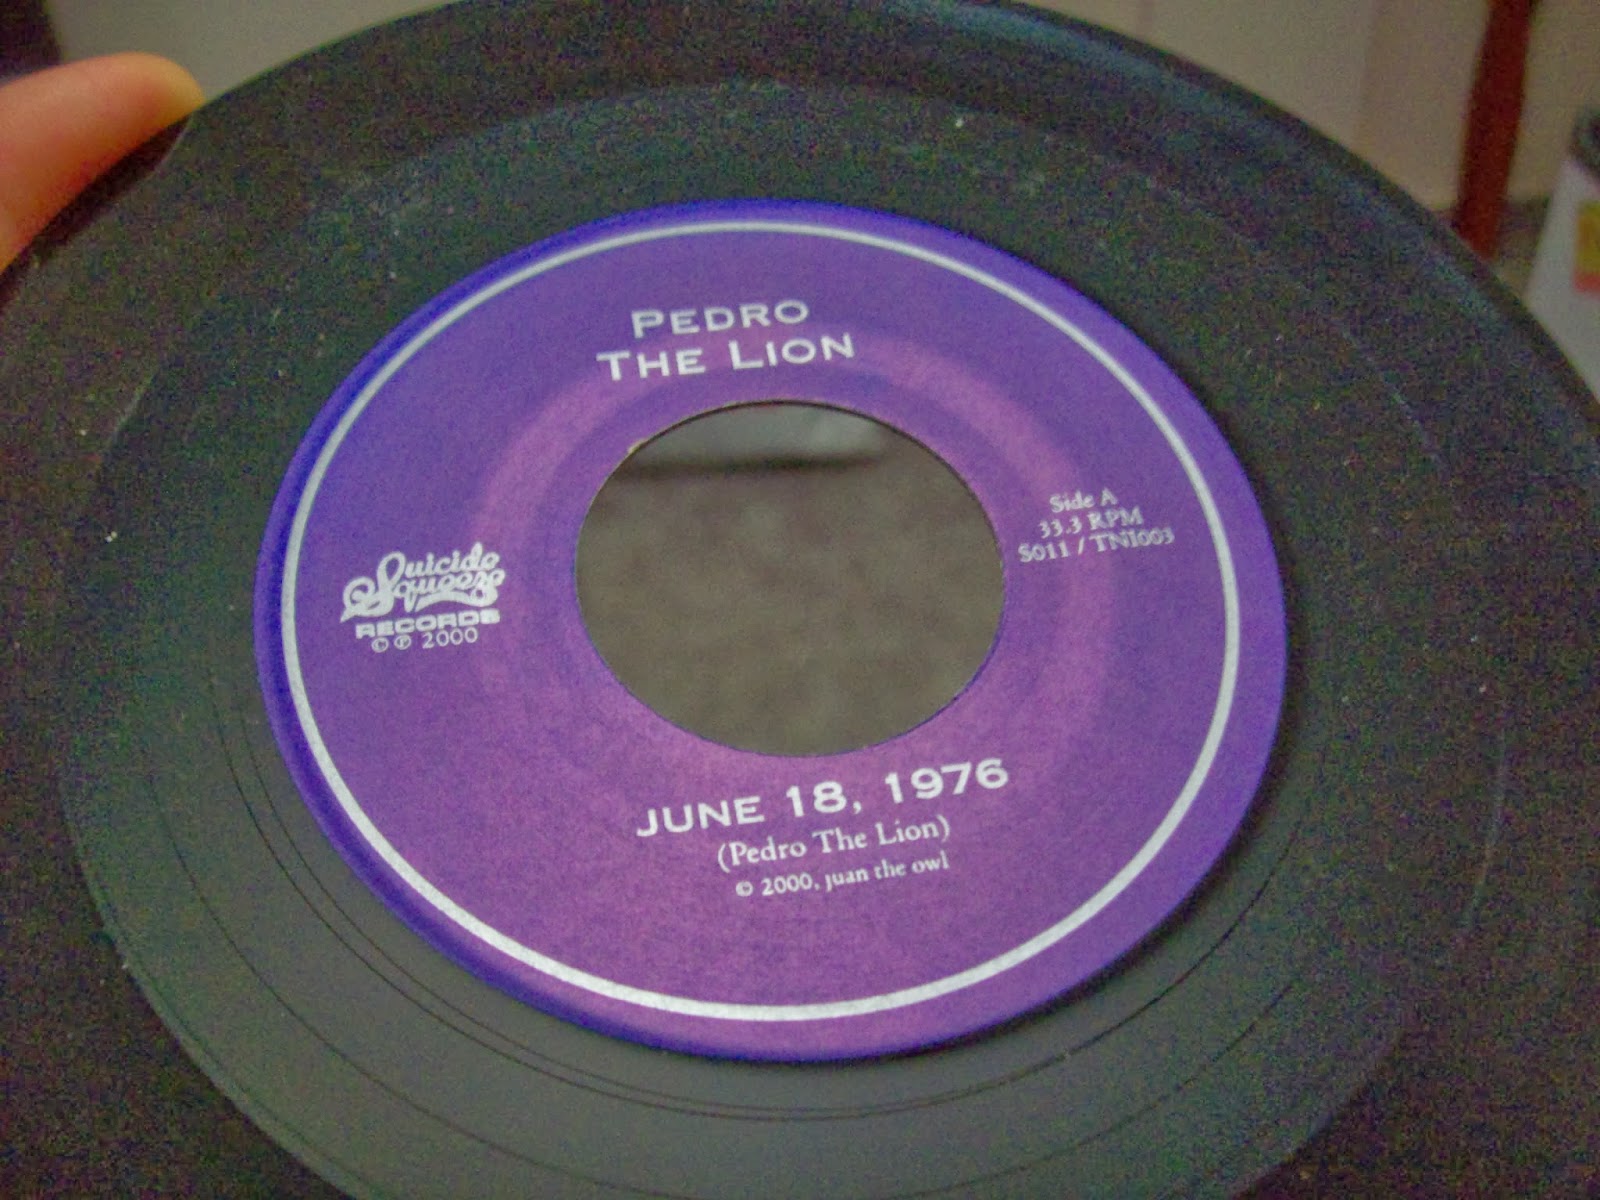 PEDRO
THE LION
Side A
33.3 RPM
S011 / TNI003
Suicide
Squeeze
RECORDS
© ℗ 2000
JUNE 18, 1976
(Pedro The Lion)
© 2000, juan the owl